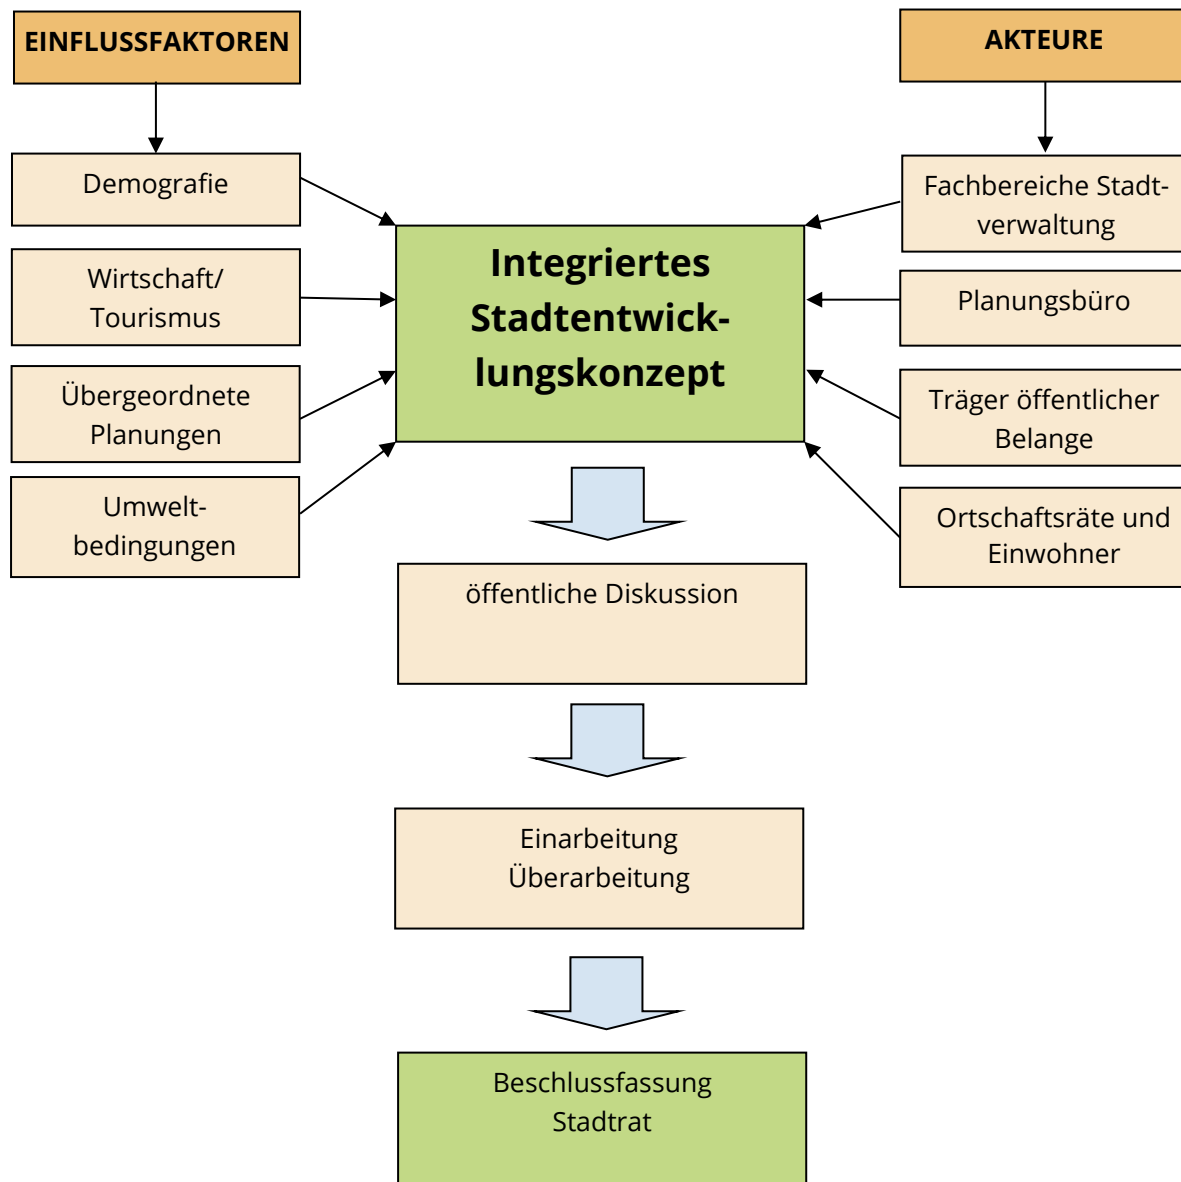 EINFLUSSFAKTOREN
AKTEURE
Demografie
Wirtschaft/
Tourismus
Übergeordnete
Planungen
Umwelt-
bedingungen
Integriertes
Stadtentwick-
lungskonzept
Fachbereiche Stadt-
verwaltung
Planungsbüro
Träger öffentlicher
Belange
Ortschaftsräte und
Einwohner
öffentliche Diskussion
Einarbeitung
Überarbeitung
Beschlussfassung
Stadtrat